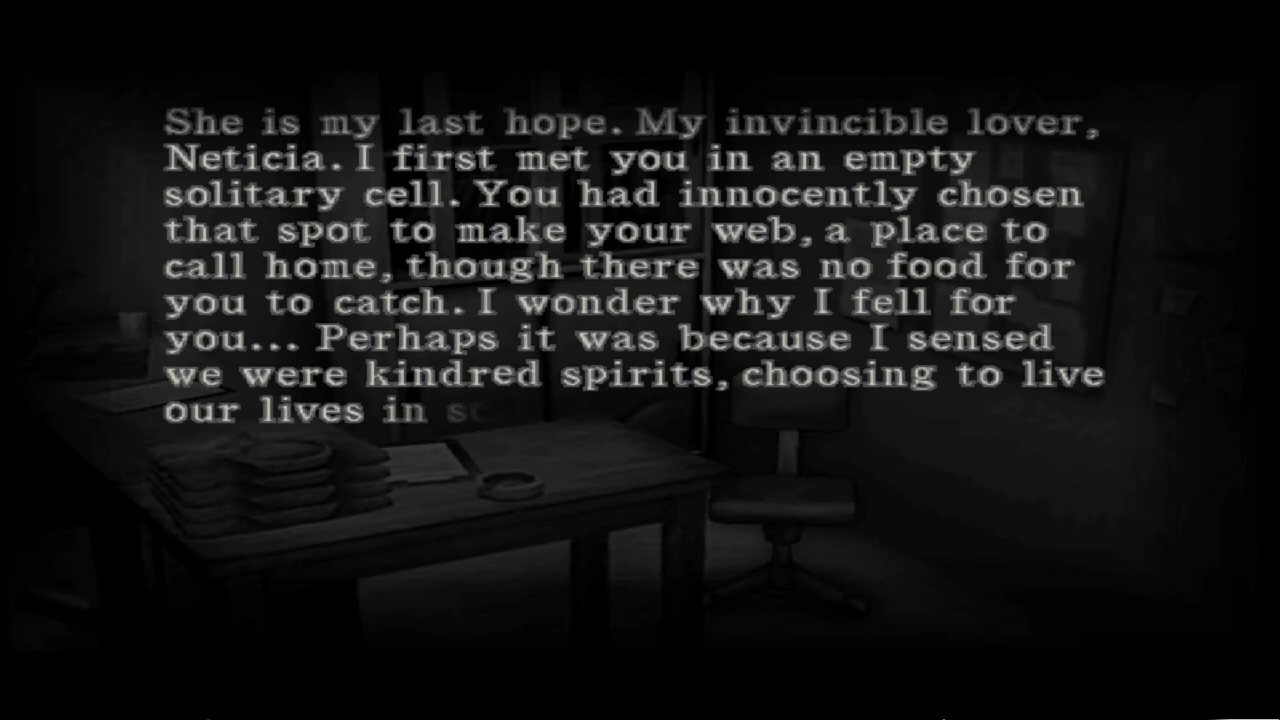 She is my last hope. My invincible lover,
Neticia. I first met you in an empty
solitary cell. You had innocently chosen
that spot to make your web, a place to
call home, though there was no food for
you to catch. I wonder why I fell for
you... Perhaps it was because I sensed
we were kindred spirits, choosing to live
our lives in